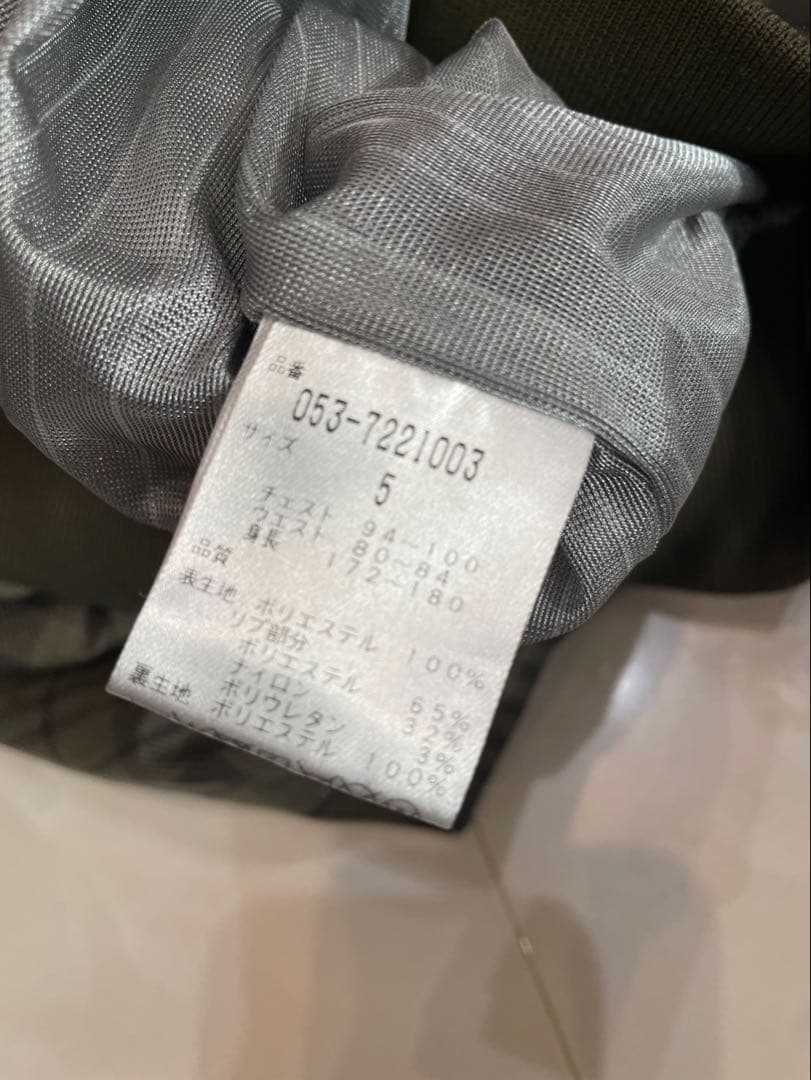 品番
053-7221003
サイズ
5
チェスト 94～100
ウエスト 80～84
身長 172～180
品質
表生地 ポリエステル 100%
リブ部分
ポリエステル 65%
ナイロン 32%
ポリウレタン 3%
裏生地 ポリエステル 100%